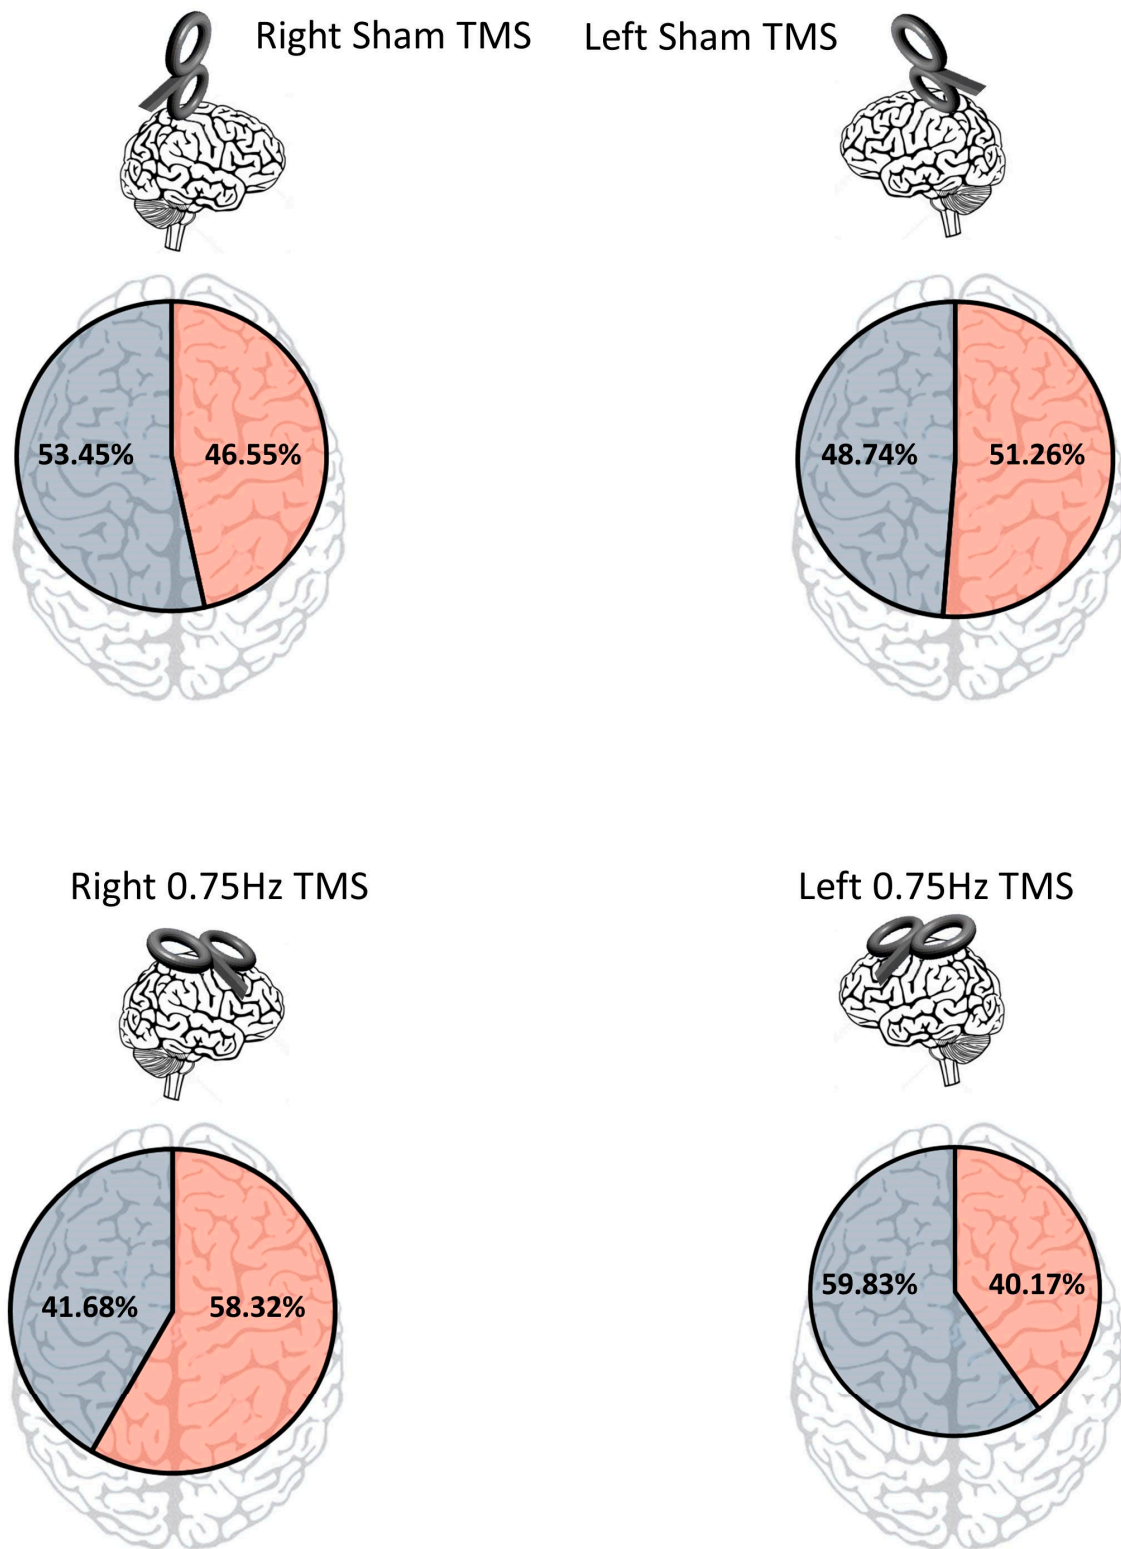 Right Sham TMS
Left Sham TMS
53.45%
46.55%
48.74%
51.26%
Right 0.75Hz TMS
Left 0.75Hz TMS
41.68%
58.32%
59.83%
40.17%